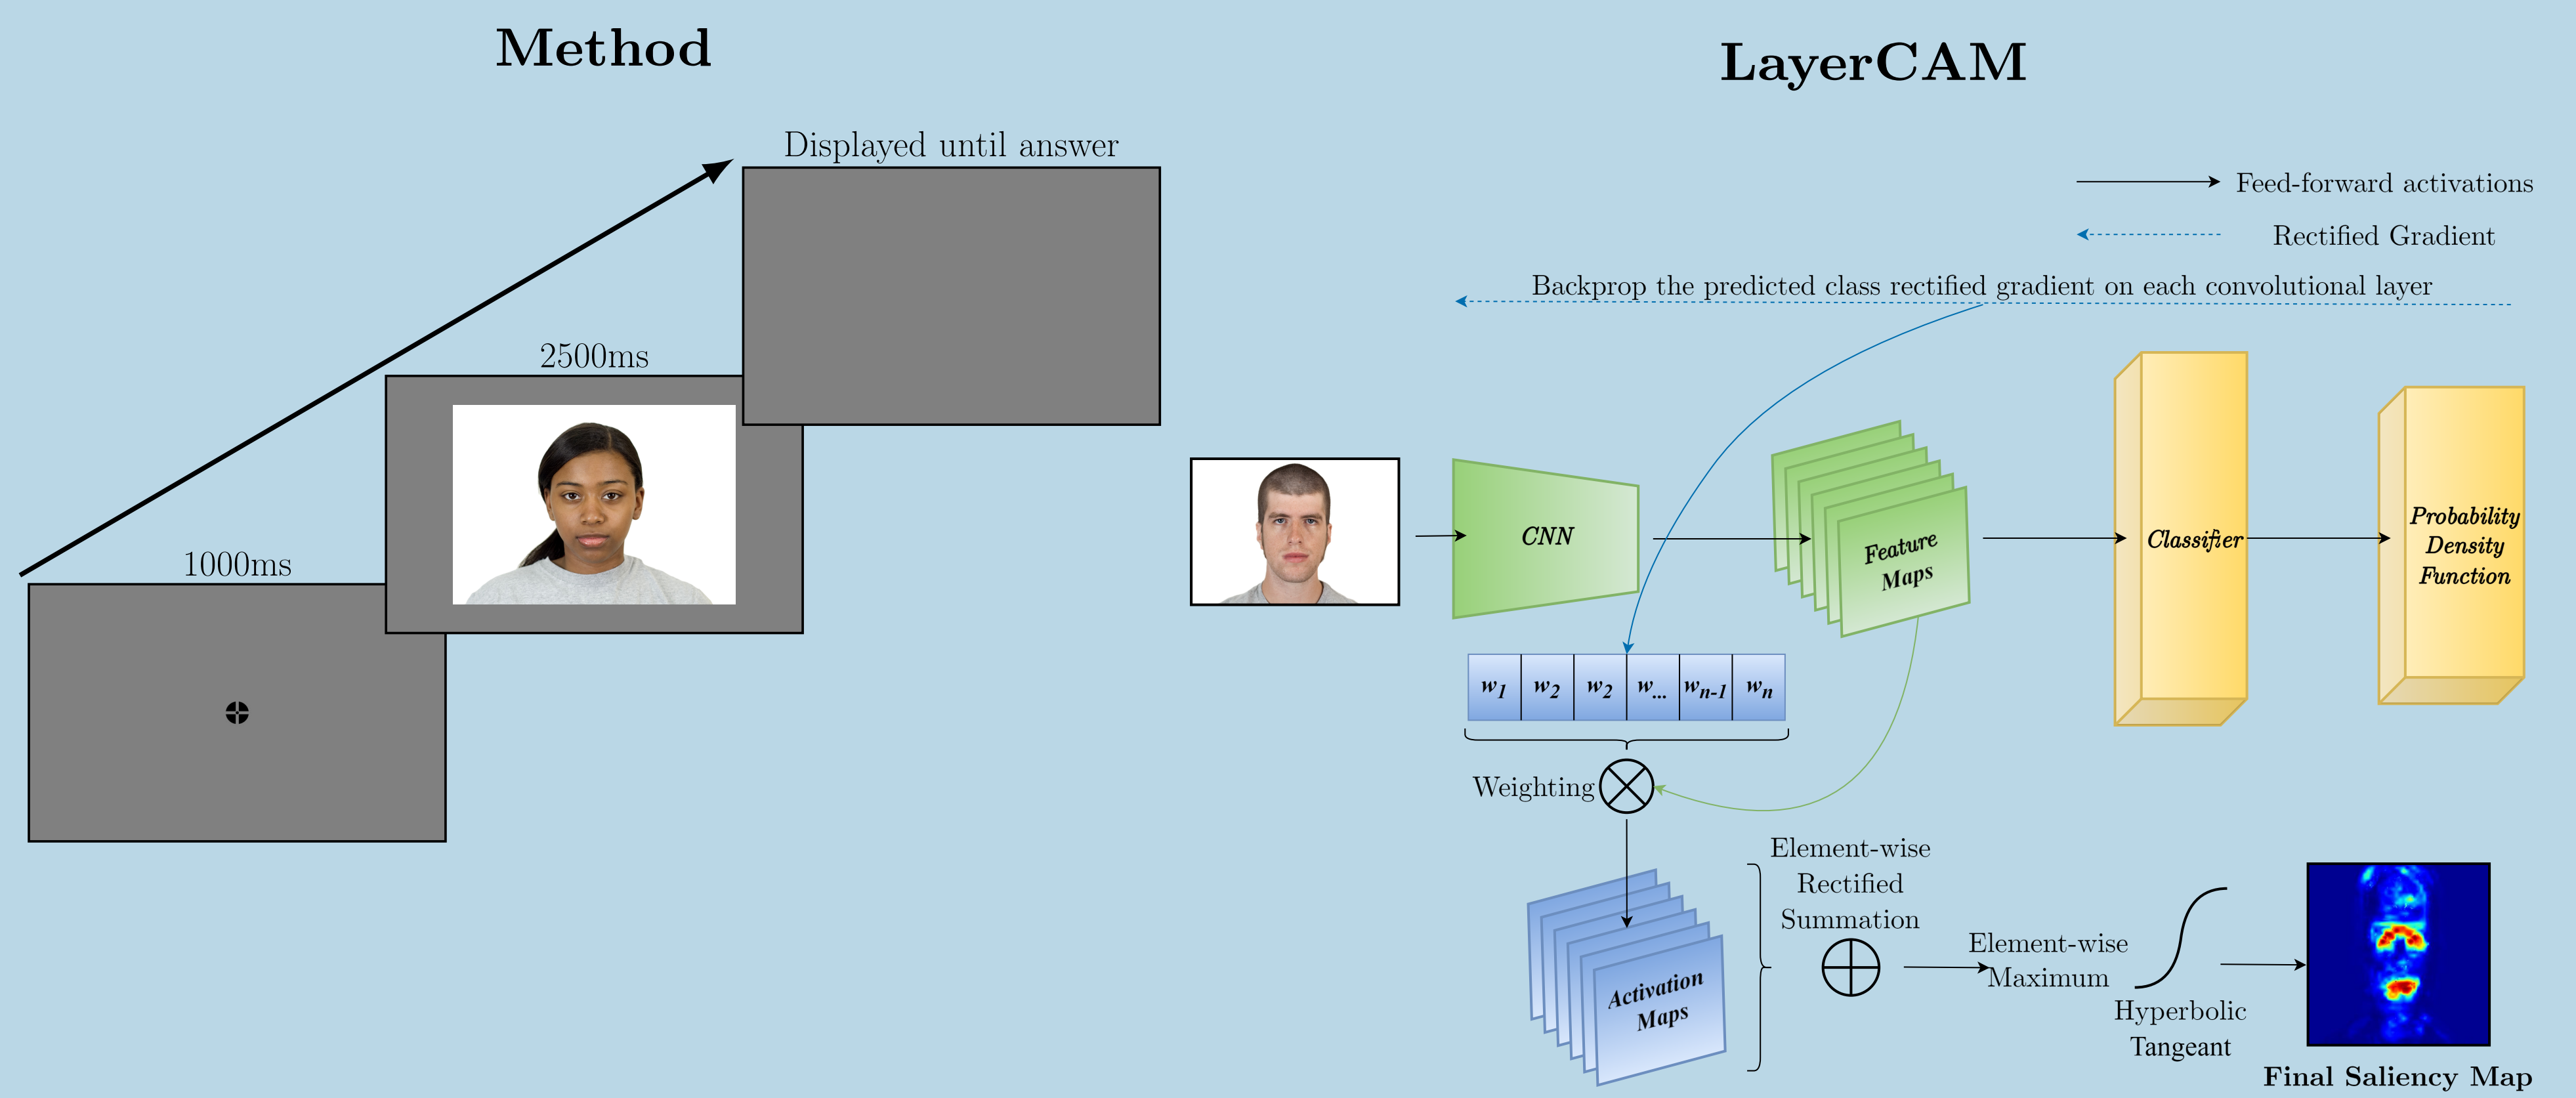 Method
Displayed until answer
2500ms
1000ms
LayerCAM
Feed-forward activations
Rectified Gradient
Backprop the predicted class rectified gradient on each convolutional layer
CNN
Feature
Maps
Classifier
Probability
Density
Function
w1 w2 w2 w... wn-1 wn
Weighting
Activation
Maps
Element-wise
Rectified
Summation
Element-wise
Maximum
Hyperbolic
Tangeant
Final Saliency Map